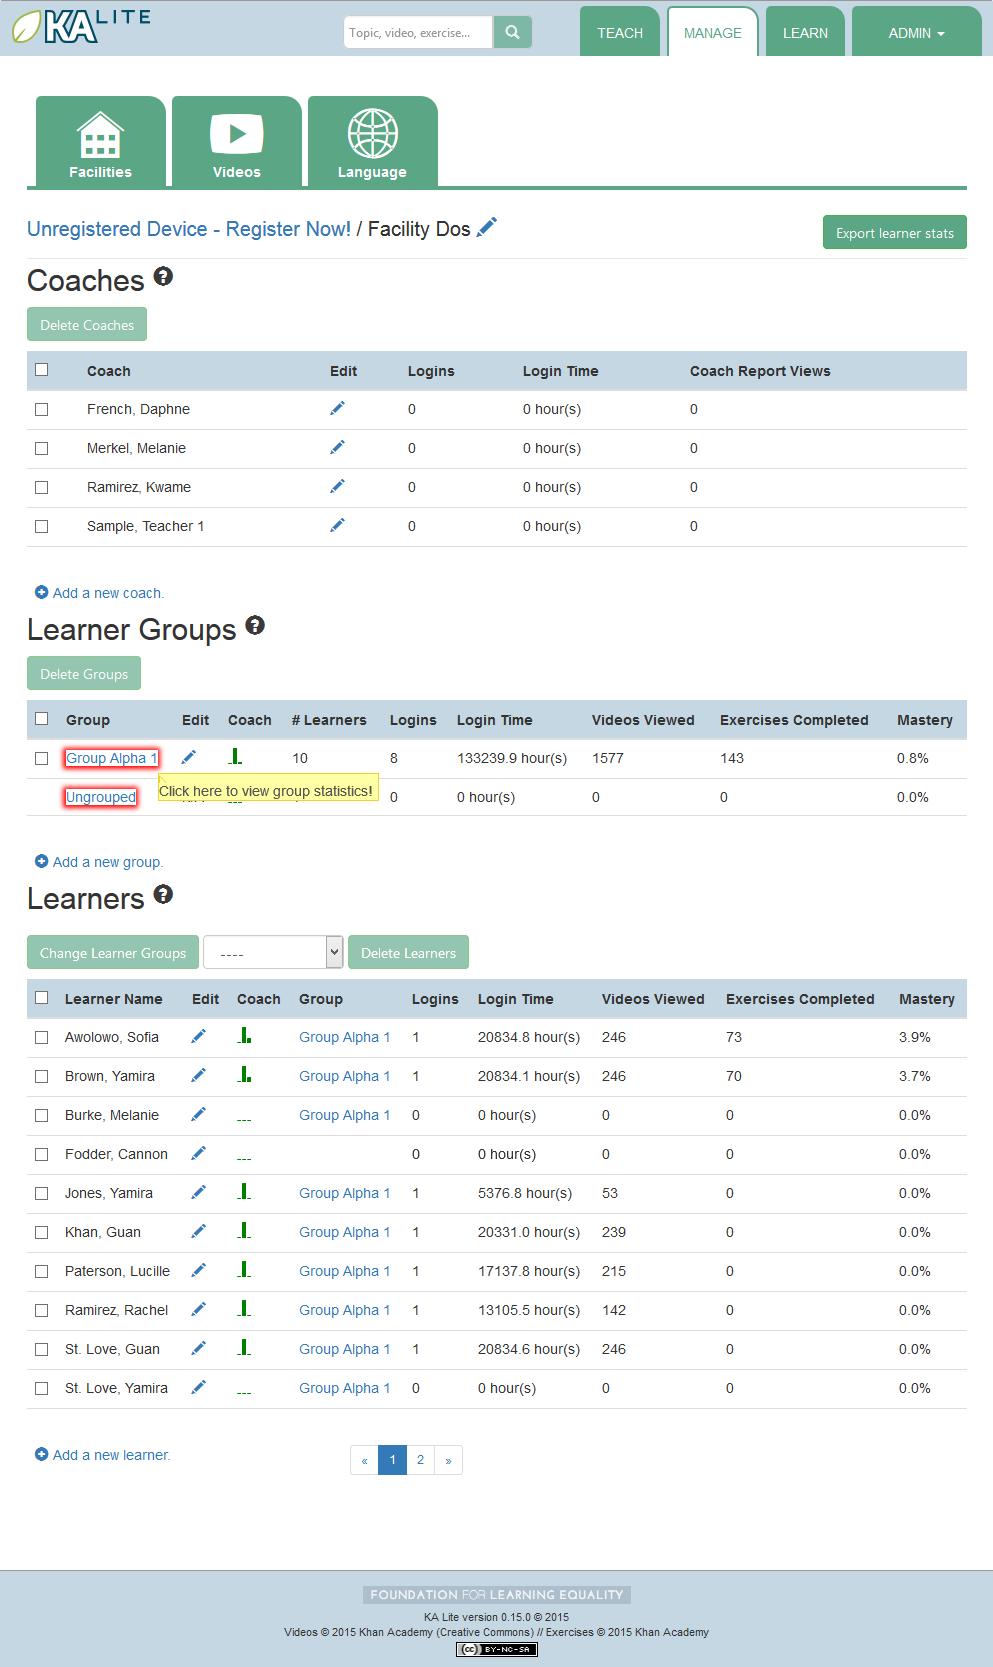 KA LITE
Topic, video, exercise...
TEACH
MANAGE
LEARN
ADMIN
Facilities
Videos
Language
Unregistered Device - Register Now! / Facility Dos
Export learner stats
Coaches
Delete Coaches
Coach Edit Logins Login Time Coach Report Views
French, Daphne 0 0 hour(s) 0
Merkel, Melanie 0 0 hour(s) 0
Ramirez, Kwame 0 0 hour(s) 0
Sample, Teacher 1 0 0 hour(s) 0
Add a new coach.
Learner Groups
Delete Groups
Group Edit Coach # Learners Logins Login Time Videos Viewed Exercises Completed Mastery
Group Alpha 1 10 8 133239.9 hour(s) 1577 143 0.8%
Click here to view group statistics!
Ungrouped 0 0 hour(s) 0 0 0.0%
Add a new group.
Learners
Change Learner Groups ---- Delete Learners
Learner Name Edit Coach Group Logins Login Time Videos Viewed Exercises Completed Mastery
Awolowo, Sofia Group Alpha 1 1 20834.8 hour(s) 246 73 3.9%
Brown, Yamira Group Alpha 1 1 20834.1 hour(s) 246 70 3.7%
Burke, Melanie --- Group Alpha 1 0 0 hour(s) 0 0 0.0%
Fodder, Cannon --- 0 0 hour(s) 0 0 0.0%
Jones, Yamira Group Alpha 1 1 5376.8 hour(s) 53 0 0.0%
Khan, Guan Group Alpha 1 1 20331.0 hour(s) 239 0 0.0%
Paterson, Lucille Group Alpha 1 1 17137.8 hour(s) 215 0 0.0%
Ramirez, Rachel Group Alpha 1 1 13105.5 hour(s) 142 0 0.0%
St. Love, Guan Group Alpha 1 1 20834.6 hour(s) 246 0 0.0%
St. Love, Yamira --- Group Alpha 1 0 0 hour(s) 0 0 0.0%
Add a new learner.
« 1 2 »
FOUNDATION FOR LEARNING EQUALITY
KA Lite version 0.15.0 © 2015
Videos © 2015 Khan Academy (Creative Commons) // Exercises © 2015 Khan Academy
cc BY-NC-SA